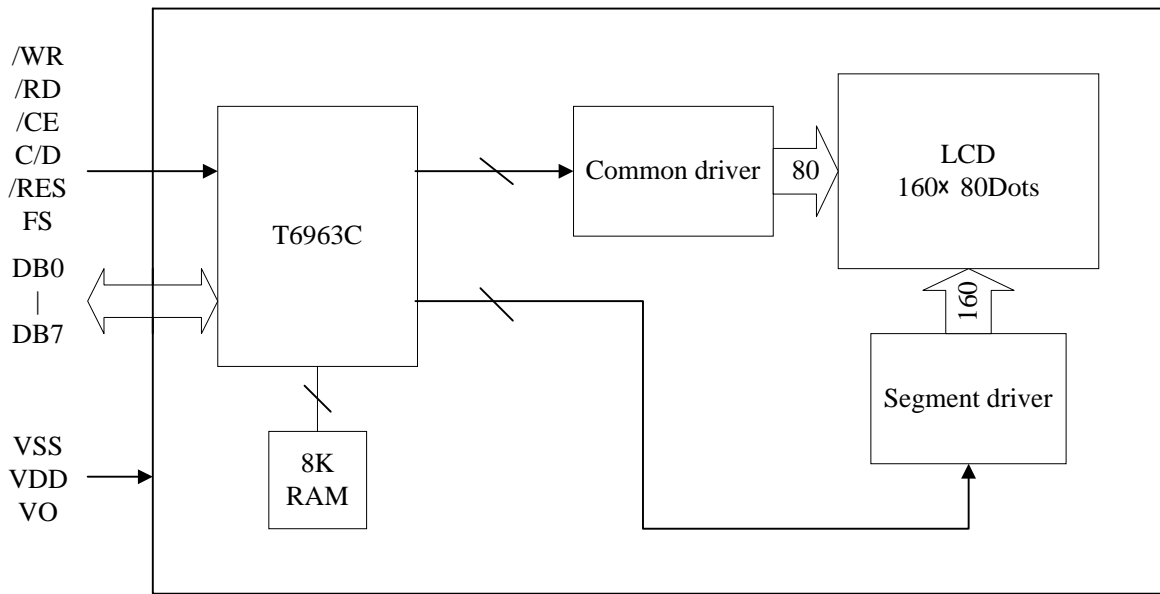 /WR
/RD
/CE
C/D
/RES
FS
DB0
|
DB7
VSS
VDD
VO
T6963C
8K
RAM
Common driver
80
LCD
160× 80Dots
160
Segment driver